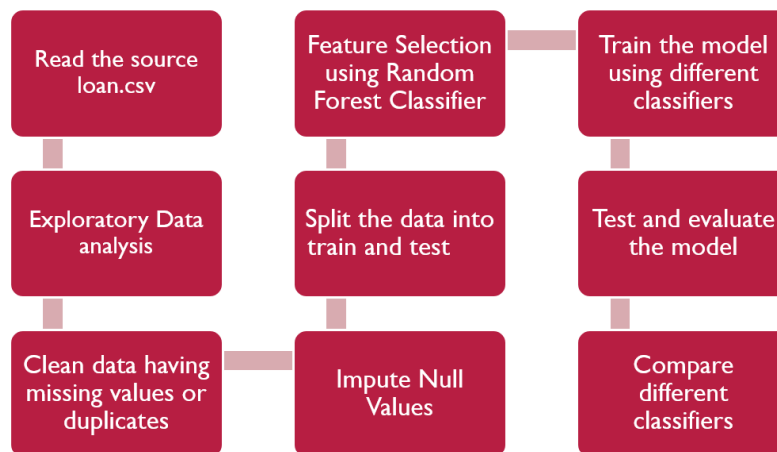 Read the source
loan.csv
Exploratory Data
analysis
Clean data having
missing values or
duplicates
Impute Null
Values
Split the data into
train and test
Feature Selection
using Random
Forest Classifier
Train the model
using different
classifiers
Test and evaluate
the model
Compare
different
classifiers